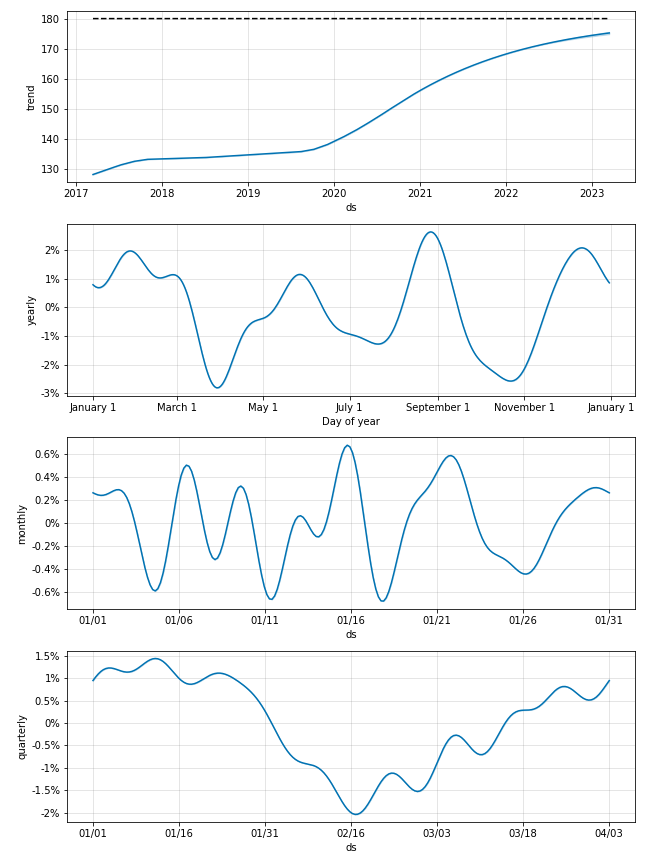 180
170
160
150
140
130
trend
2017 2018 2019 2020 2021 2022 2023
ds
2%
1%
0%
-1%
-2%
-3%
yearly
January 1 March 1 May 1 July 1 September 1 November 1 January 1
Day of year
0.6%
0.4%
0.2%
0%
-0.2%
-0.4%
-0.6%
monthly
01/01 01/06 01/11 01/16 01/21 01/26 01/31
ds
1.5%
1%
0.5%
0%
-0.5%
-1%
-1.5%
-2%
quarterly
01/01 01/16 01/31 02/16 03/03 03/18 04/03
ds